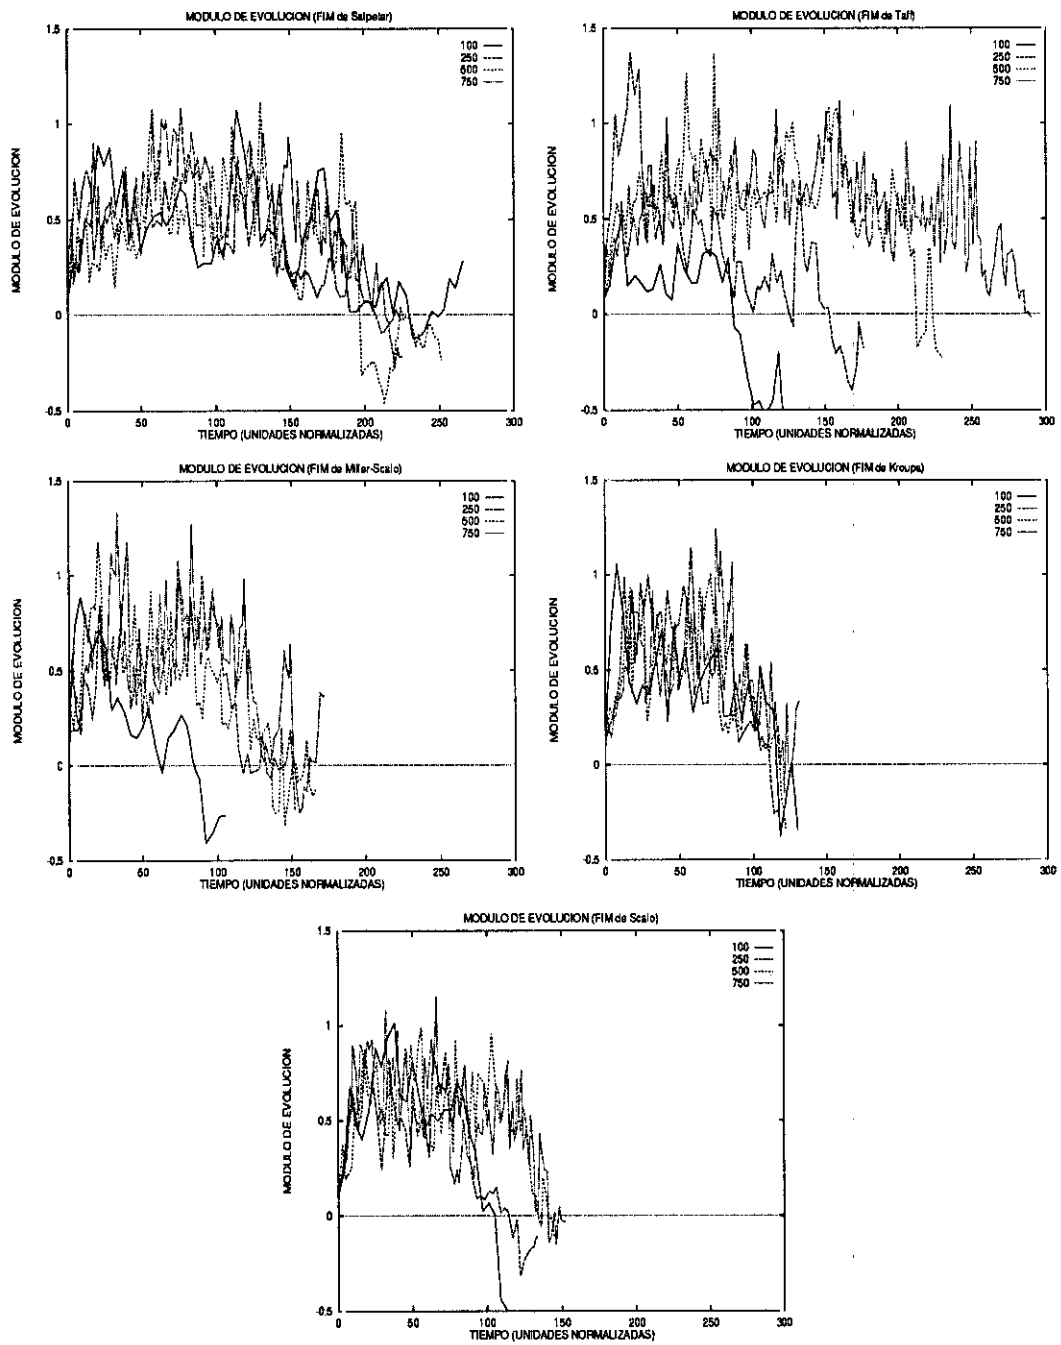 MODULO DE EVOLUCION (FIM de Salpeter)
1.5
1
0.5
0
-0.5
MODULO DE EVOLUCION
100
250
500
750
0 50 100 150 200 250 300
TIEMPO (UNIDADES NORMALIZADAS)
MODULO DE EVOLUCION (FIM de Taff)
1.5
1
0.5
0
-0.5
MODULO DE EVOLUCION
100
250
500
750
0 50 100 150 200 250 300
TIEMPO (UNIDADES NORMALIZADAS)
MODULO DE EVOLUCION (FIM de Miller-Scalo)
1.5
1
0.5
0
-0.5
MODULO DE EVOLUCION
100
250
500
750
0 50 100 150 200 250 300
TIEMPO (UNIDADES NORMALIZADAS)
MODULO DE EVOLUCION (FIM de Kroupa)
1.5
1
0.5
0
-0.5
MODULO DE EVOLUCION
100
250
500
750
0 50 100 150 200 250 300
TIEMPO (UNIDADES NORMALIZADAS)
MODULO DE EVOLUCION (FIM de Scalo)
1.5
1
0.5
0
-0.5
MODULO DE EVOLUCION
100
250
500
750
0 50 100 150 200 250 300
TIEMPO (UNIDADES NORMALIZADAS)